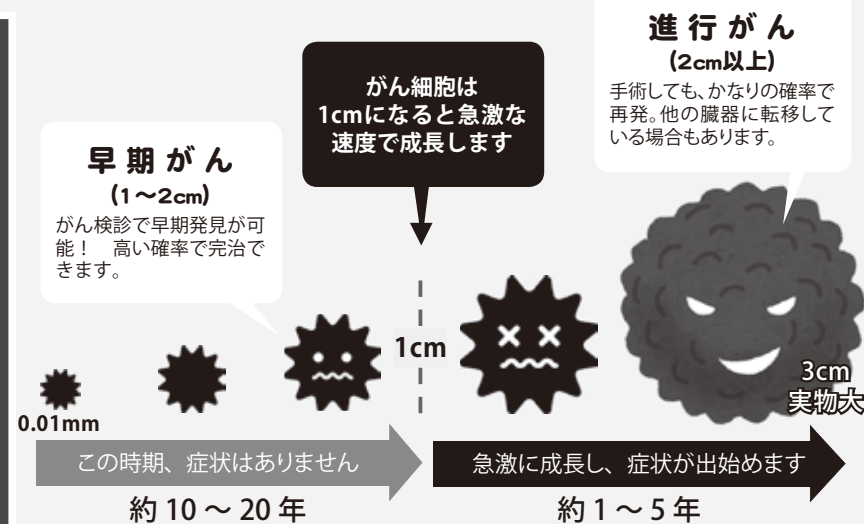 進行がん
(2cm以上)
手術しても、かなりの確率で
再発。他の臓器に転移して
いる場合もあります。
がん細胞は
1cmになると急激な
速度で成長します
早期がん
(1～2cm)
がん検診で早期発見が可
能！　高い確率で完治で
きます。
1cm
3cm
実物大
0.01mm
この時期、症状はありません
急激に成長し、症状が出始めます
約 10 ～ 20 年
約 1 ～ 5 年